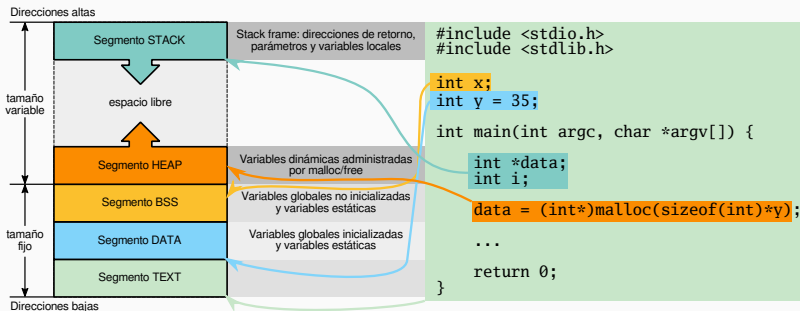 Direcciones altas
Segmento STACK
Stack frame: direcciones de retorno,
parámetros y variables locales
tamaño
variable
espacio libre
Segmento HEAP
Variables dinámicas administradas
por malloc/free
Segmento BSS
Variables globales no inicializadas
y variables estáticas
tamaño
fijo
Segmento DATA
Variables globales inicializadas
y variables estáticas
Segmento TEXT
Direcciones bajas
#include <stdio.h>
#include <stdlib.h>
int x;
int y = 35;
int main(int argc, char *argv[]) {
int *data;
int i;
data = (int*)malloc(sizeof(int)*y);
...
return 0;
}